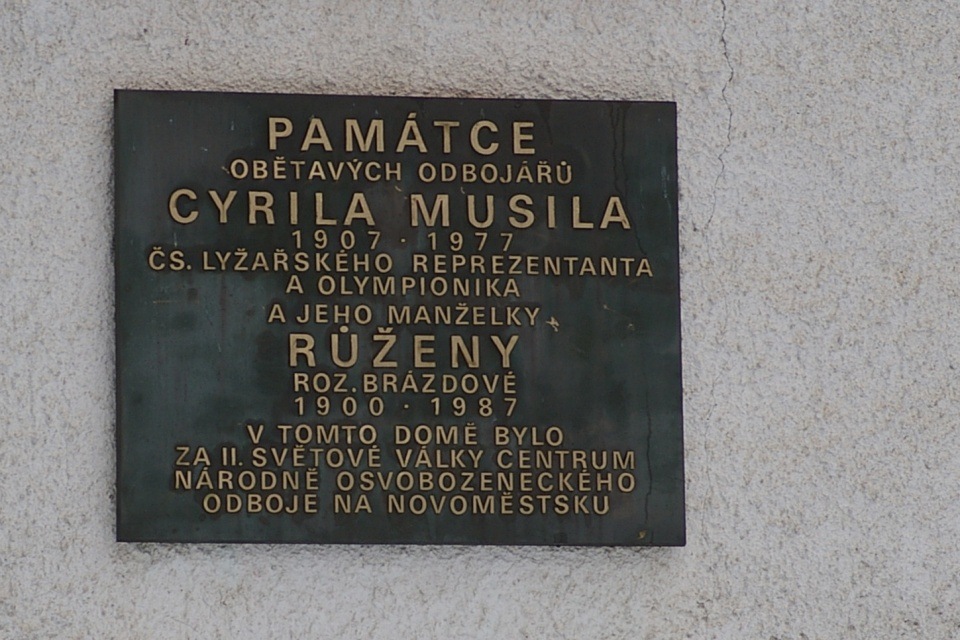 PAMÁTCE
OBĚTAVÝCH ODBOJÁŘŮ
CYRILA MUSILA
1907 · 1977
ČS. LYŽAŘSKÉHO REPREZENTANTA
A OLYMPIONIKA
A JEHO MANŽELKY
RŮŽENY
ROZ. BRÁZDOVÉ
1900 · 1987
V TOMTO DOMĚ BYLO
ZA II. SVĚTOVÉ VÁLKY CENTRUM
NÁRODNĚ OSVOBOZENECKÉHO
ODBOJE NA NOVOMĚSTSKU